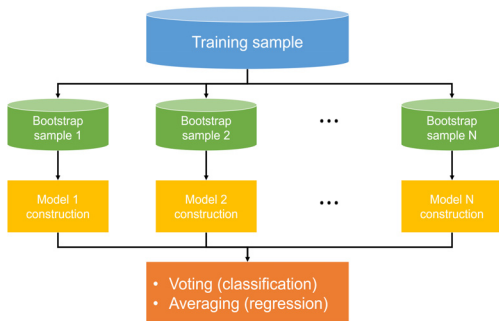 Training sample
Bootstrap
sample 1
Bootstrap
sample 2
...
Bootstrap
sample N
Model 1
construction
Model 2
construction
...
Model N
construction
• Voting (classification)
• Averaging (regression)